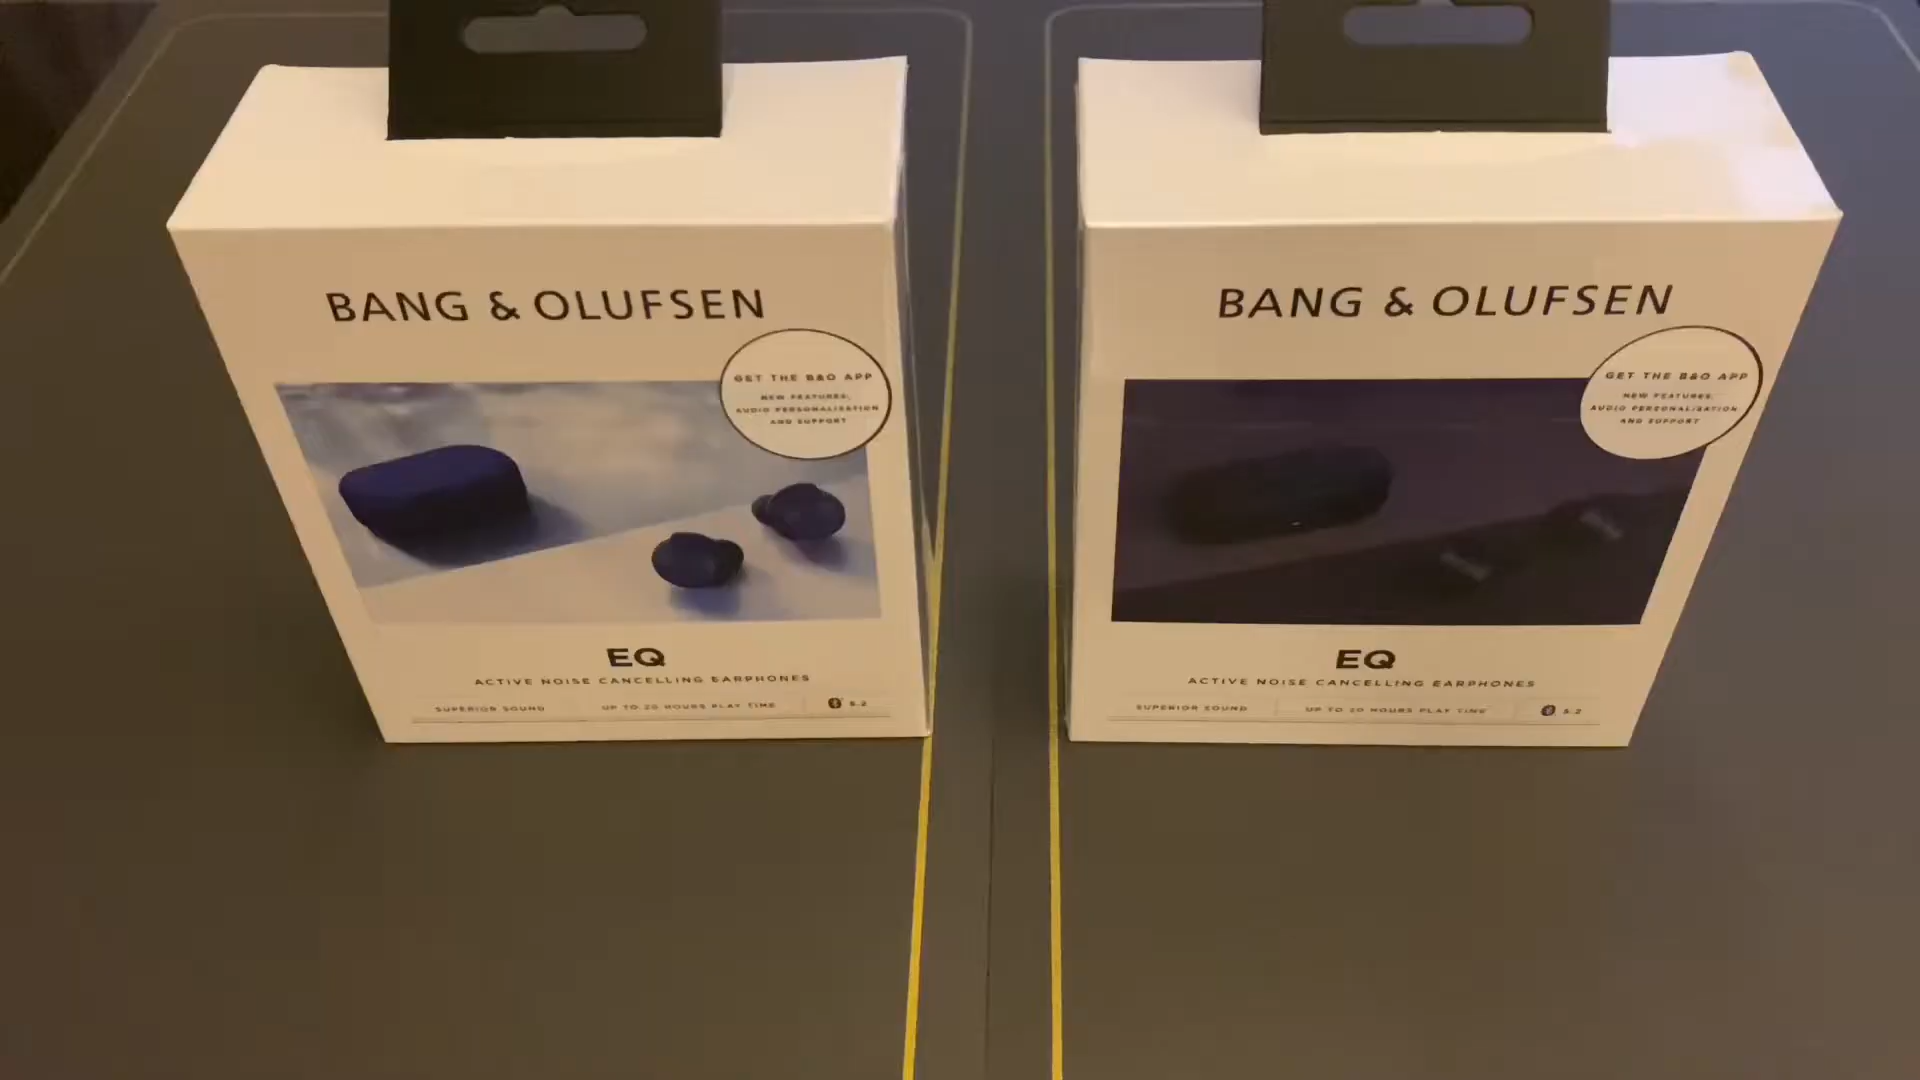 BANG & OLUFSEN
GET THE B&O APP
NEW FEATURES,
AUDIO PERSONALISATION
AND SUPPORT
EQ
ACTIVE NOISE CANCELLING EARPHONES
SUPERIOR SOUND
UP TO 20 HOURS PLAY TIME
5.2
BANG & OLUFSEN
GET THE B&O APP
NEW FEATURES,
AUDIO PERSONALISATION
AND SUPPORT
EQ
ACTIVE NOISE CANCELLING EARPHONES
SUPERIOR SOUND
UP TO 20 HOURS PLAY TIME
5.2